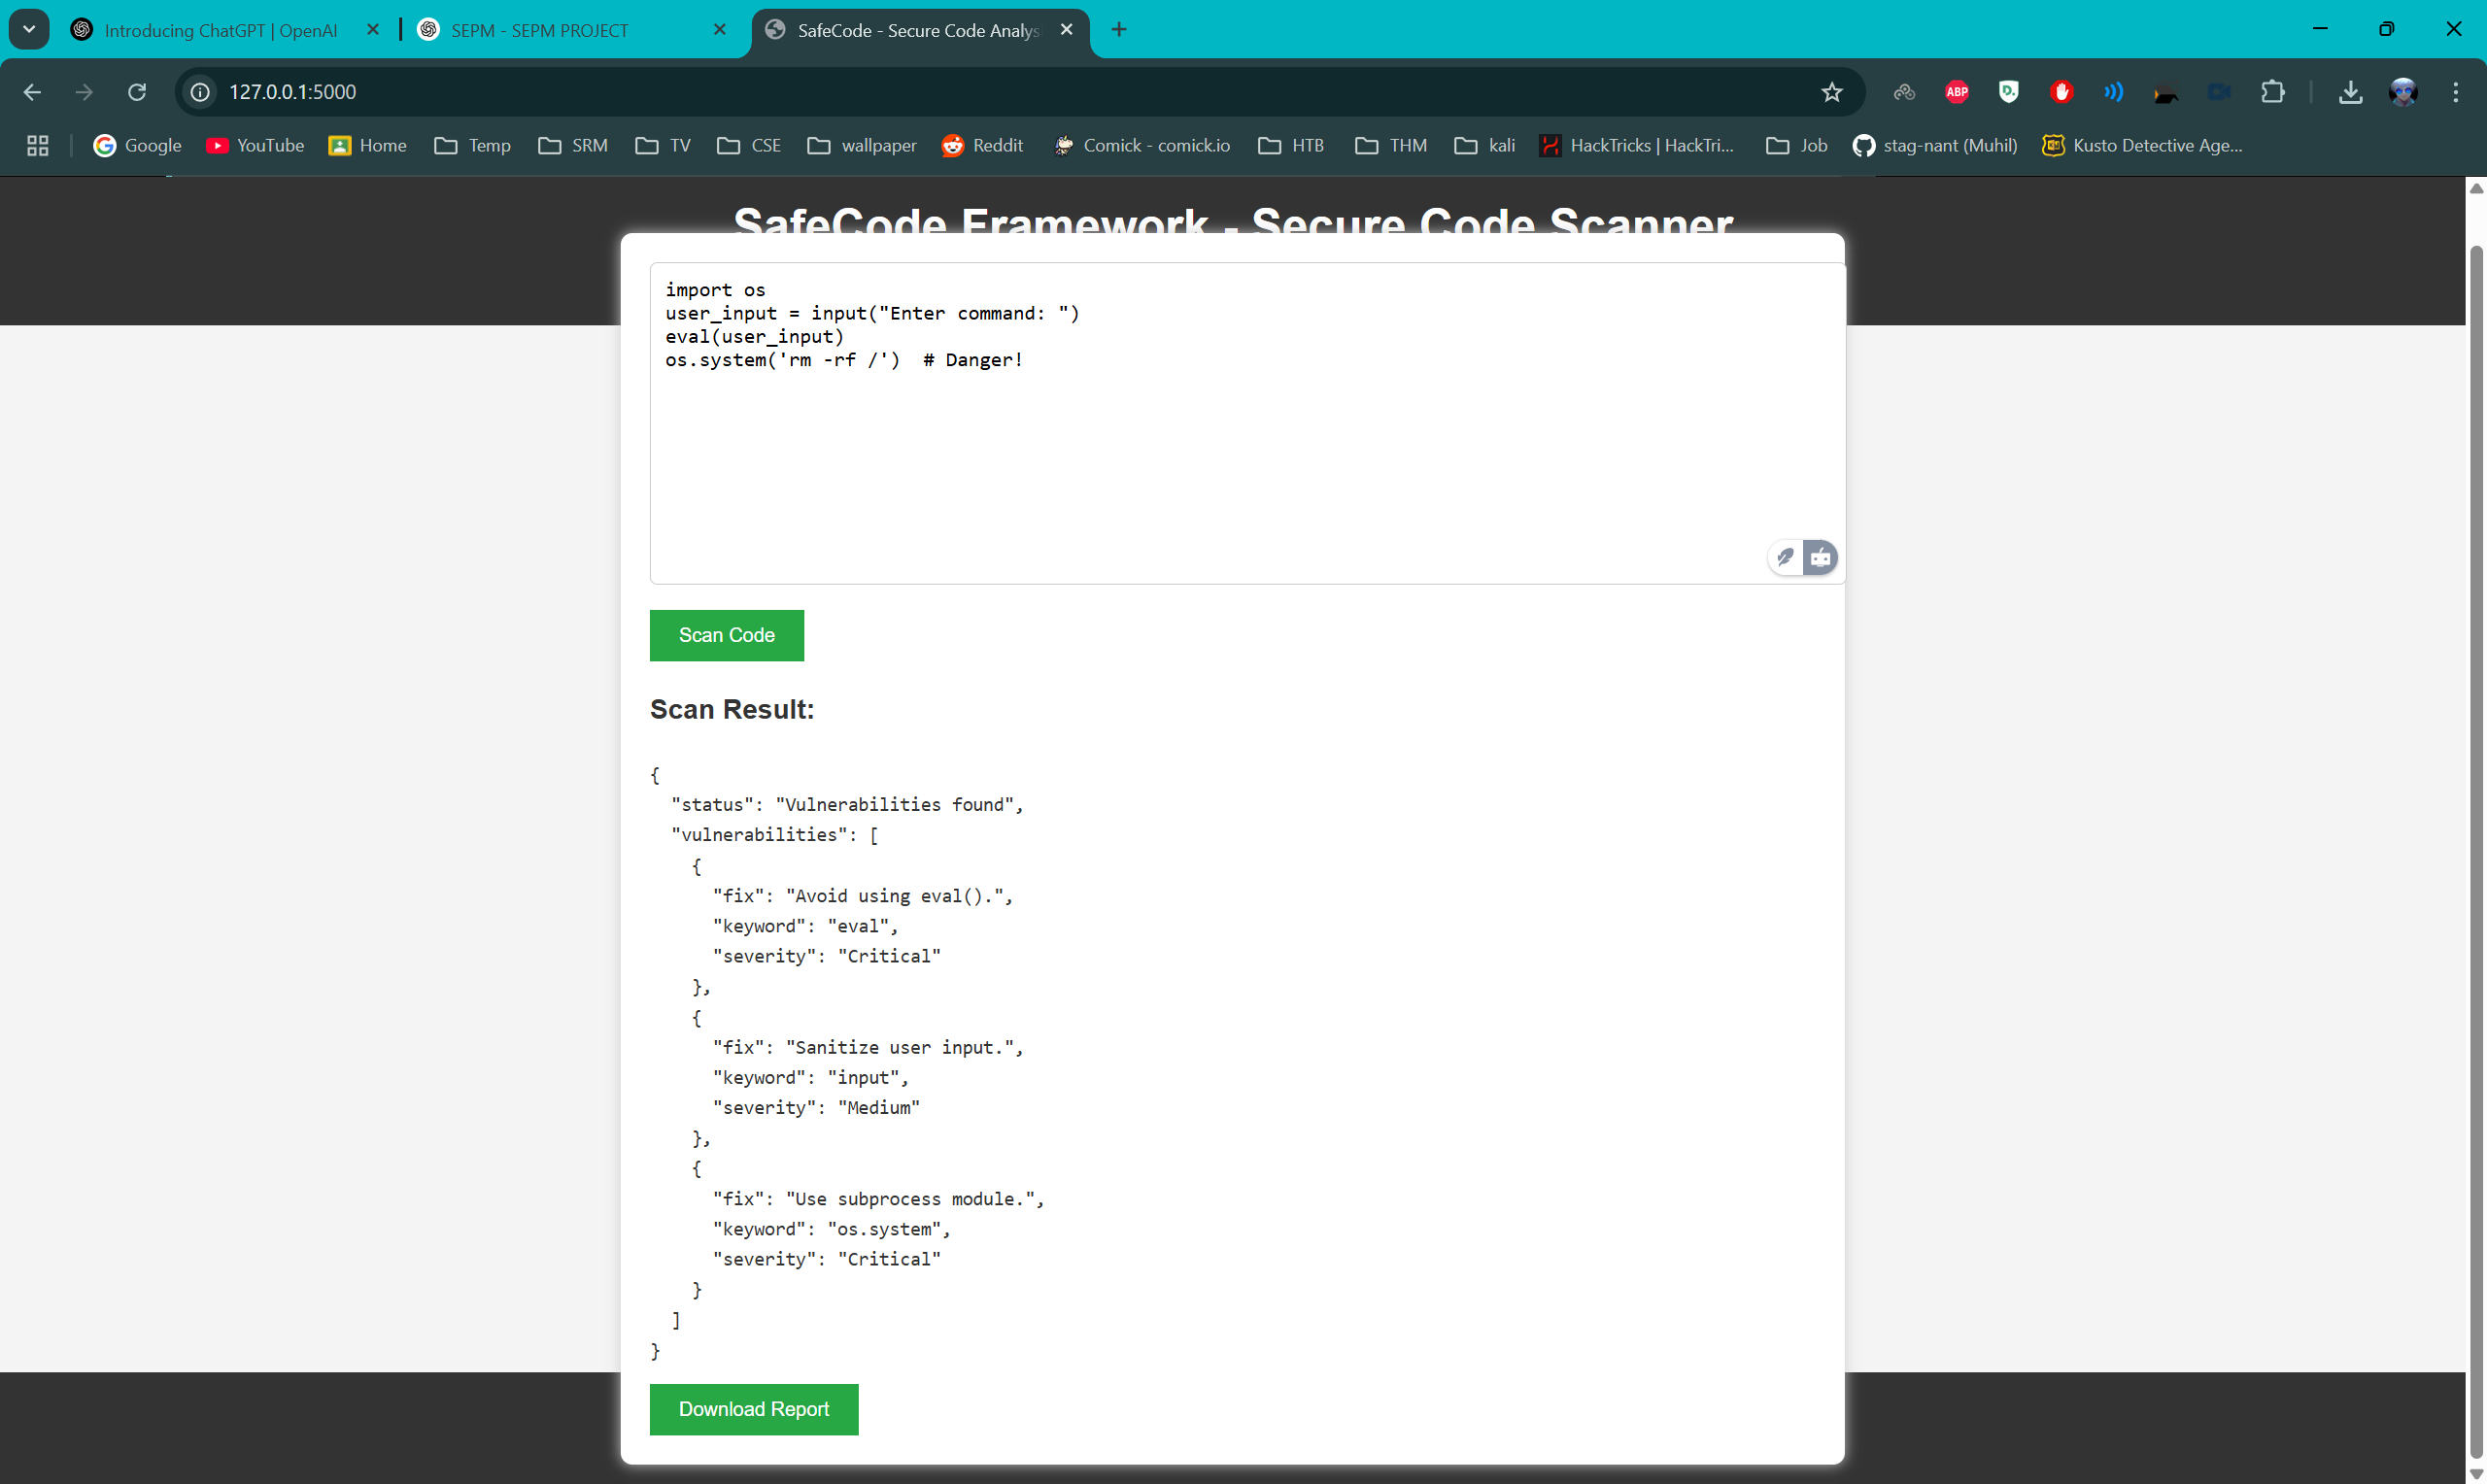 Introducing ChatGPT | OpenAI
SEPM - SEPM PROJECT
SafeCode - Secure Code Analys
127.0.0.1:5000
ABP
D.
Google
YouTube
Home
Temp
SRM
TV
CSE
wallpaper
Reddit
Comick - comick.io
HTB
THM
kali
HackTricks | HackTri...
Job
stag-nant (Muhil)
Kusto Detective Age...
SafeCode Framework - Secure Code Scanner
import os
user_input = input("Enter command: ")
eval(user_input)
os.system('rm -rf /')  # Danger!
Scan Code
Scan Result:
{
  "status": "Vulnerabilities found",
  "vulnerabilities": [
    {
      "fix": "Avoid using eval().",
      "keyword": "eval",
      "severity": "Critical"
    },
    {
      "fix": "Sanitize user input.",
      "keyword": "input",
      "severity": "Medium"
    },
    {
      "fix": "Use subprocess module.",
      "keyword": "os.system",
      "severity": "Critical"
    }
  ]
}
Download Report